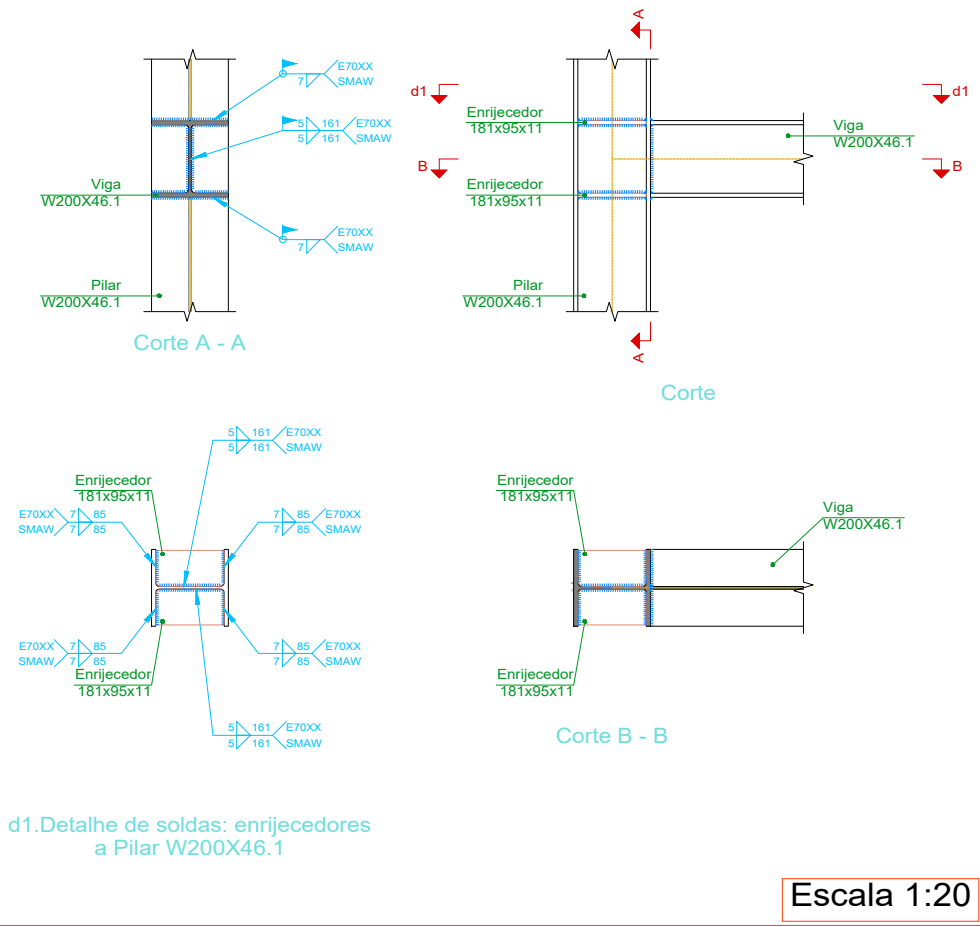 E70XX
7
SMAW
5 161 E70XX
5 161 SMAW
Viga
W200X46.1
E70XX
7
SMAW
Pilar
W200X46.1
Corte A - A
A
d1
d1
Enrijecedor
181x95x11
Viga
W200X46.1
B
B
Enrijecedor
181x95x11
Pilar
W200X46.1
A
Corte
5 161 E70XX
5 161 SMAW
Enrijecedor
181x95x11
E70XX 7 85
SMAW 7 85
7 85 E70XX
7 85 SMAW
E70XX 7 85
SMAW 7 85
7 85 E70XX
7 85 SMAW
Enrijecedor
181x95x11
5 161 E70XX
5 161 SMAW
Enrijecedor
181x95x11
Viga
W200X46.1
Enrijecedor
181x95x11
Corte B - B
d1.Detalhe de soldas: enrijecedores
a Pilar W200X46.1
Escala 1:20